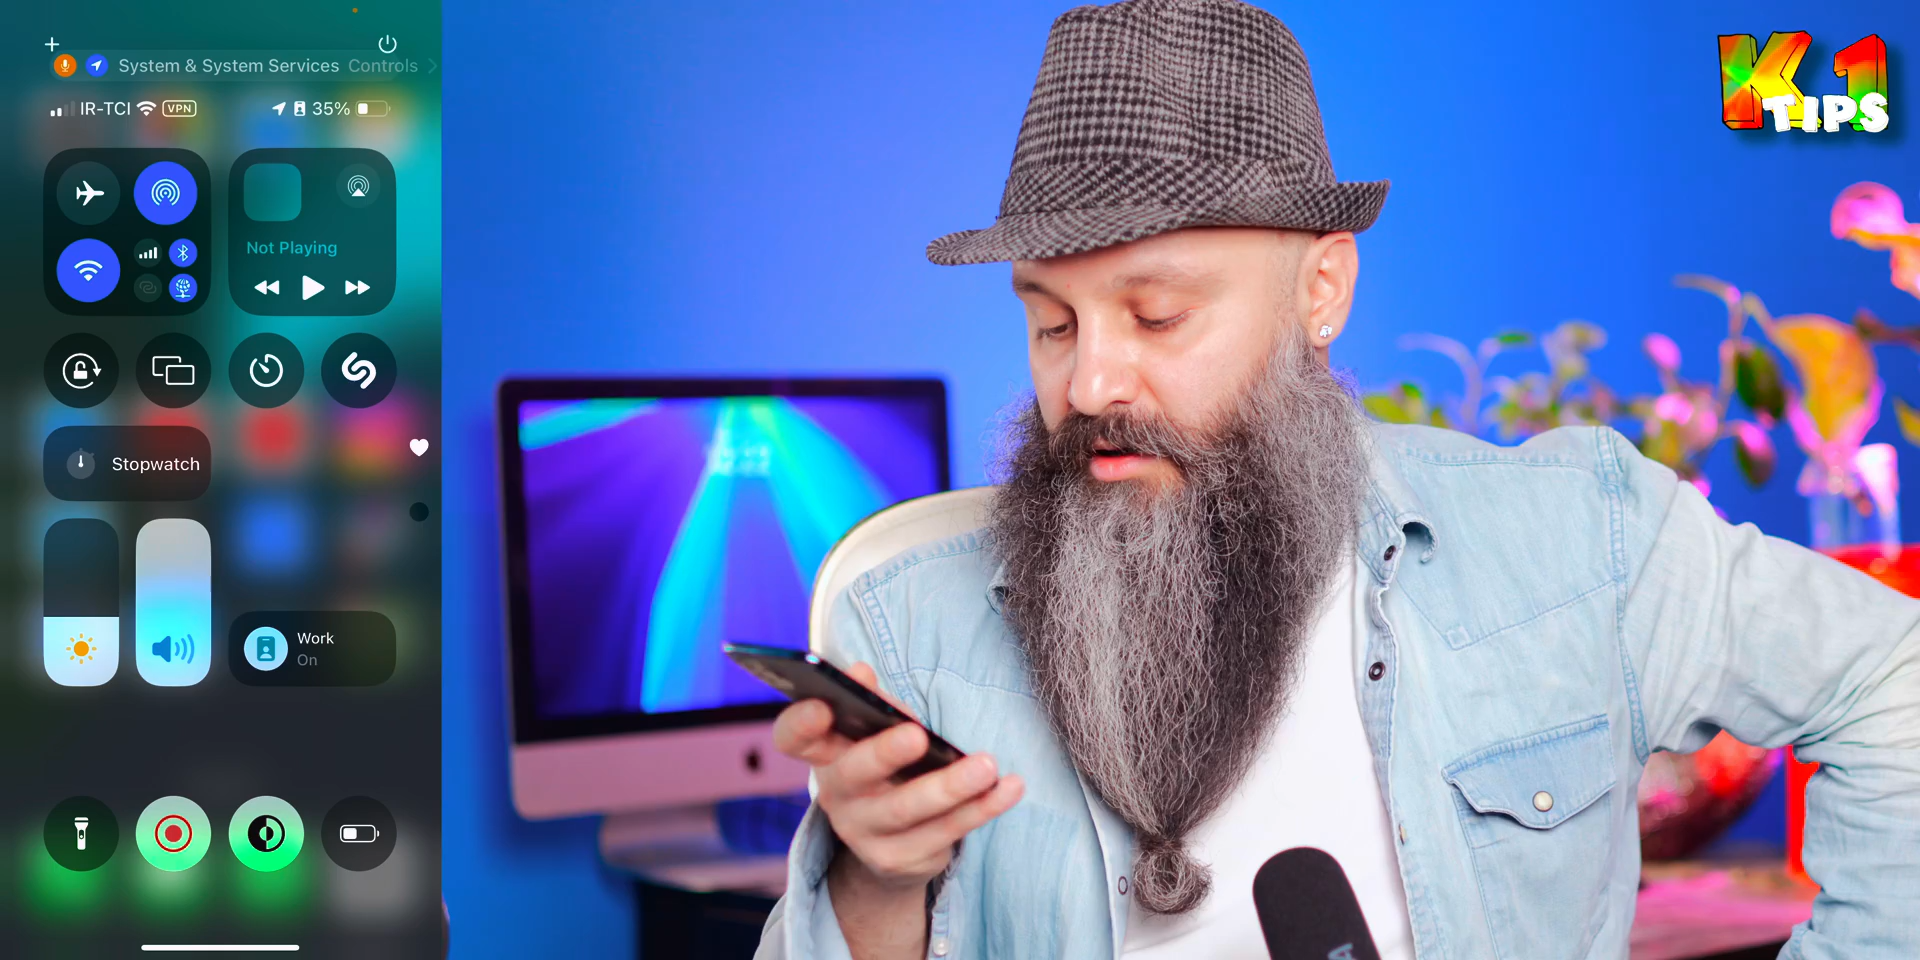 System & System Services Controls
IR-TCI VPN 35%
Not Playing
Stopwatch
Work
On
K1
TIPS